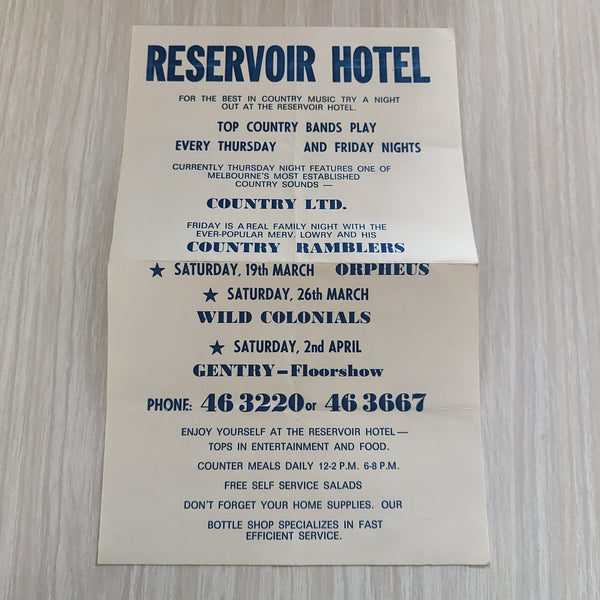 RESERVOIR HOTEL
FOR THE BEST IN COUNTRY MUSIC TRY A NIGHT
OUT AT THE RESERVOIR HOTEL.
TOP COUNTRY BANDS PLAY
EVERY THURSDAY AND FRIDAY NIGHTS
CURRENTLY THURSDAY NIGHT FEATURES ONE OF
MELBOURNE'S MOST ESTABLISHED
COUNTRY SOUNDS —
COUNTRY LTD.
FRIDAY IS A REAL FAMILY NIGHT WITH THE
EVER-POPULAR MERV. LOWRY AND HIS
COUNTRY RAMBLERS
★ SATURDAY, 19th MARCH ORPHEUS
★ SATURDAY, 26th MARCH
WILD COLONIALS
★ SATURDAY, 2nd APRIL
GENTRY—Floorshow
PHONE: 46 3220 or 46 3667
ENJOY YOURSELF AT THE RESERVOIR HOTEL —
TOPS IN ENTERTAINMENT AND FOOD.
COUNTER MEALS DAILY 12-2 P.M. 6-8 P.M.
FREE SELF SERVICE SALADS
DON'T FORGET YOUR HOME SUPPLIES. OUR
BOTTLE SHOP SPECIALIZES IN FAST
EFFICIENT SERVICE.